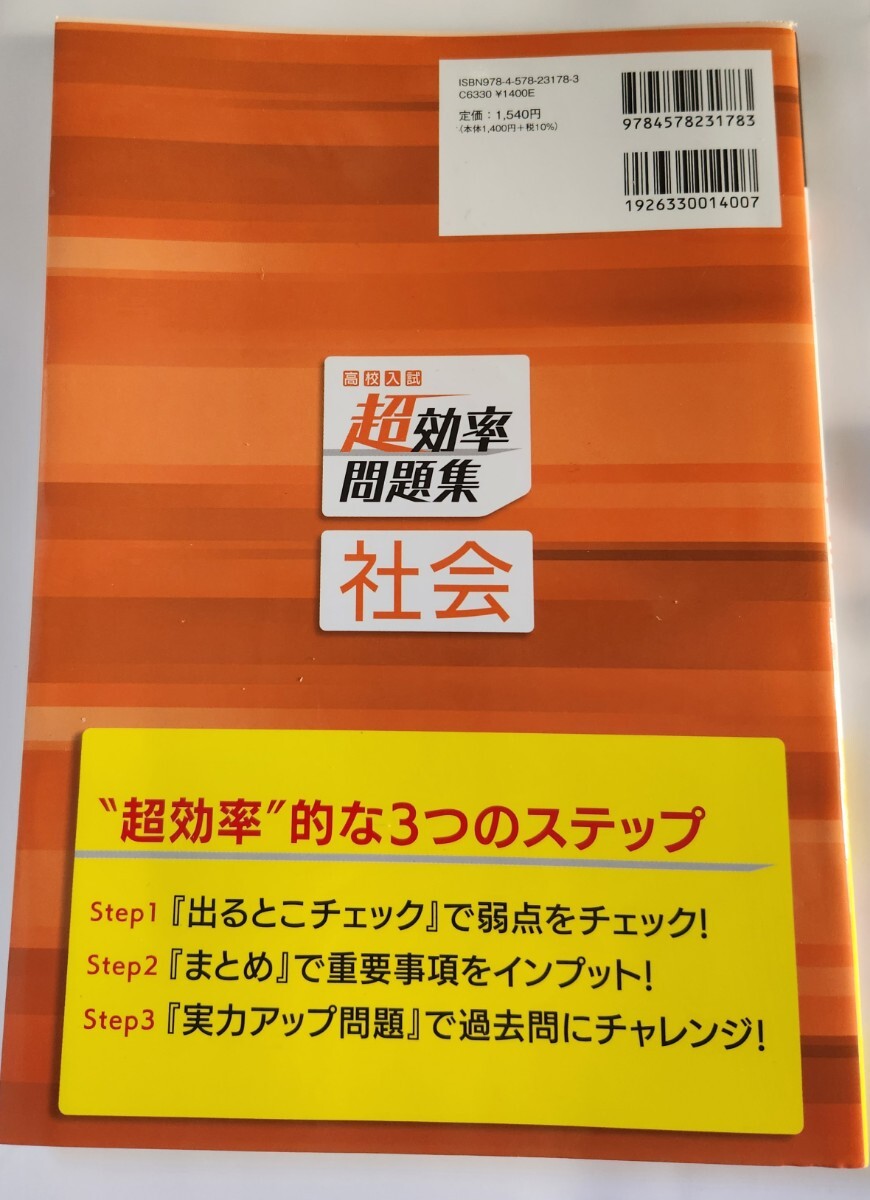 ISBN978-4-578-23178-3
C6330 ¥1400E
定価：1,540円
（本体1,400円＋税10%）
9784578231783
1926330014007
高校入試
超効率
問題集
社会
〝超効率〟的な3つのステップ
Step1『出るとこチェック』で弱点をチェック！
Step2『まとめ』で重要事項をインプット！
Step3『実力アップ問題』で過去問にチャレンジ！